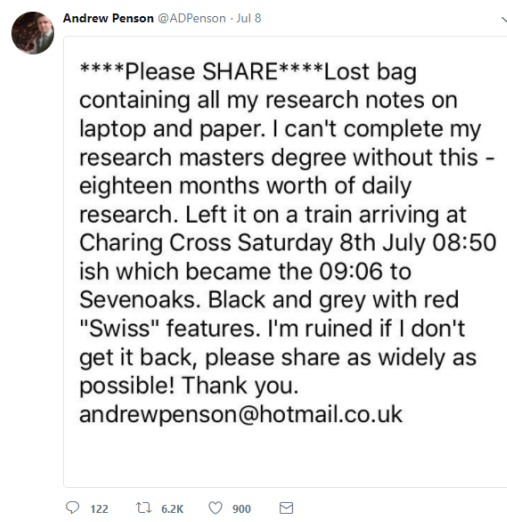 Andrew Penson @ADPenson · Jul 8
****Please SHARE****Lost bag
containing all my research notes on
laptop and paper. I can't complete my
research masters degree without this -
eighteen months worth of daily
research. Left it on a train arriving at
Charing Cross Saturday 8th July 08:50
ish which became the 09:06 to
Sevenoaks. Black and grey with red
"Swiss" features. I'm ruined if I don't
get it back, please share as widely as
possible! Thank you.
andrewpenson@hotmail.co.uk
122 6.2K 900